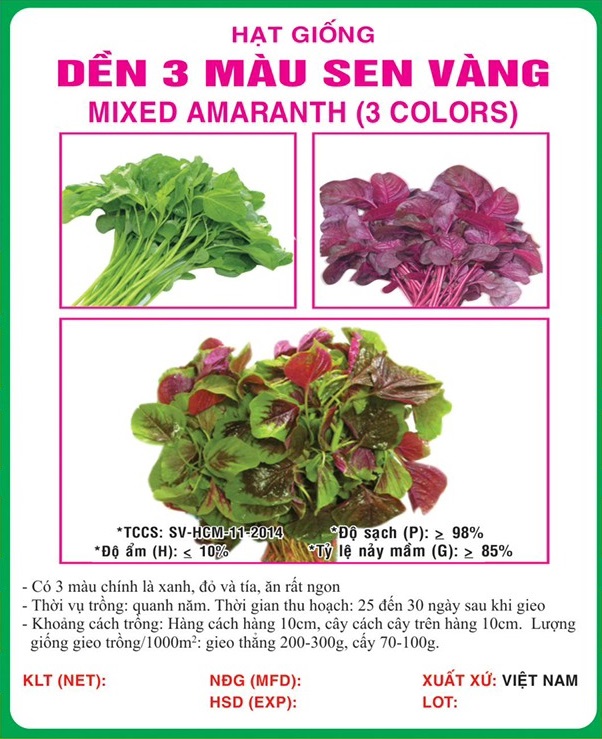 HẠT GIỐNG
DỀN 3 MÀU SEN VÀNG
MIXED AMARANTH (3 COLORS)
*TCCS: SV-HCM-11-2014 *Độ sạch (P): ≥ 98%
*Độ ẩm (H): ≤ 10% *Tỷ lệ nảy mầm (G): ≥ 85%
- Có 3 màu chính là xanh, đỏ và tía, ăn rất ngon
- Thời vụ trồng: quanh năm. Thời gian thu hoạch: 25 đến 30 ngày sau khi gieo
- Khoảng cách trồng: Hàng cách hàng 10cm, cây cách cây trên hàng 10cm. Lượng
giống gieo trồng/1000m²: gieo thẳng 200-300g, cấy 70-100g.
KLT (NET): NĐG (MFD): XUẤT XỨ: VIỆT NAM
HSD (EXP): LOT: